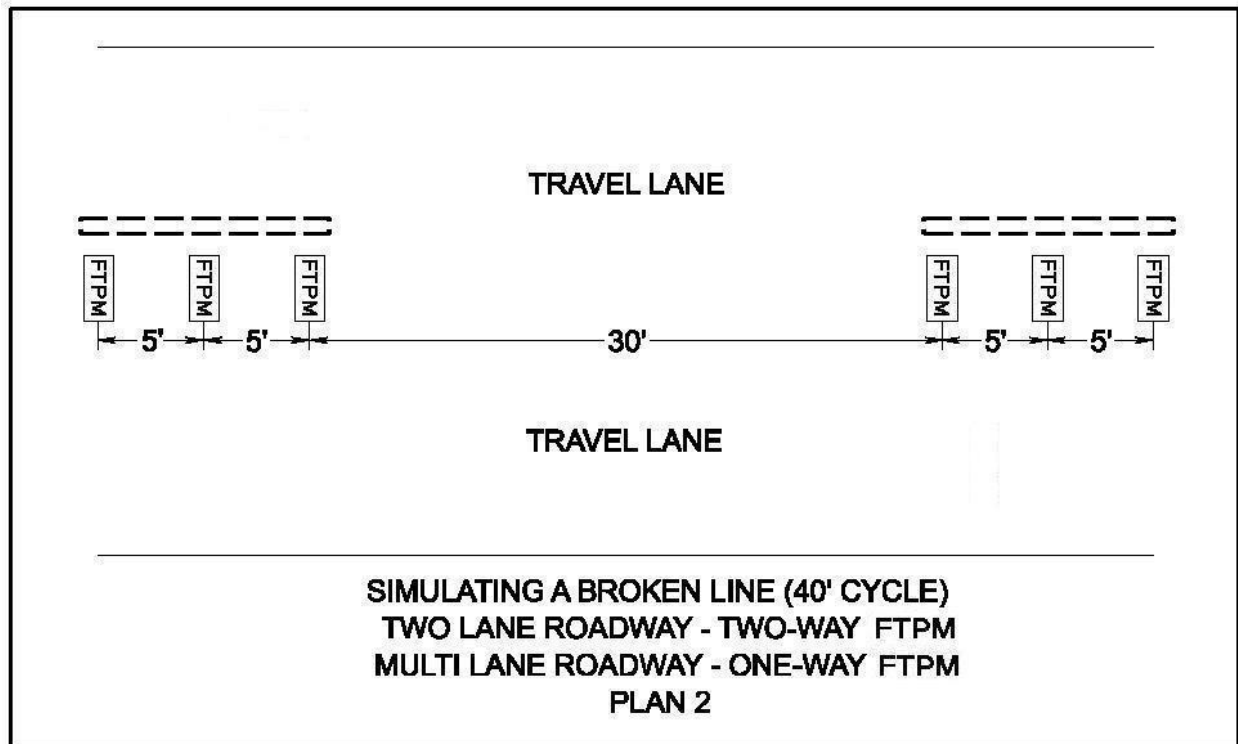 TRAVEL LANE
FTPM FTPM FTPM FTPM FTPM FTPM
5' 5' 30' 5' 5'
TRAVEL LANE
SIMULATING A BROKEN LINE (40' CYCLE)
TWO LANE ROADWAY - TWO-WAY FTPM
MULTI LANE ROADWAY - ONE-WAY FTPM
PLAN 2